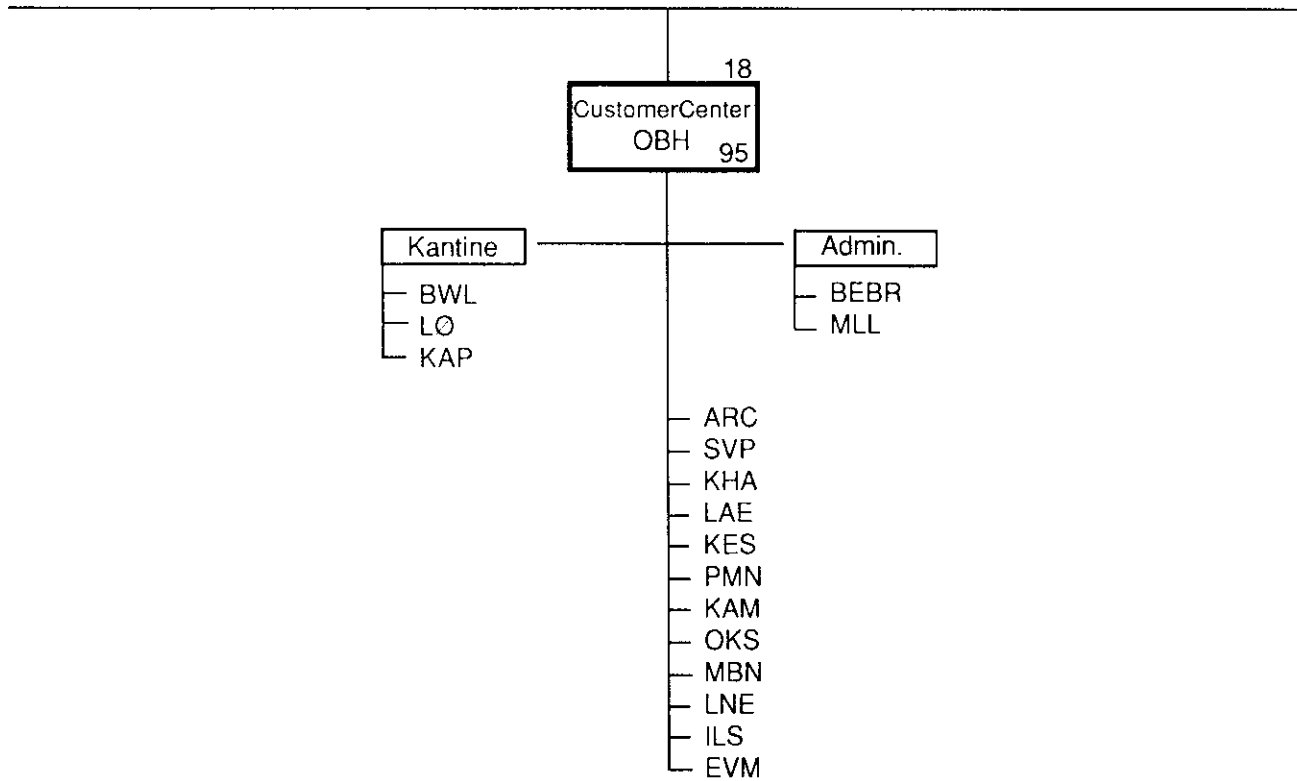 18
CustomerCenter
OBH 95
Kantine
Admin.
BWL
LØ
KAP
BEBR
MLL
ARC
SVP
KHA
LAE
KES
PMN
KAM
OKS
MBN
LNE
ILS
EVM